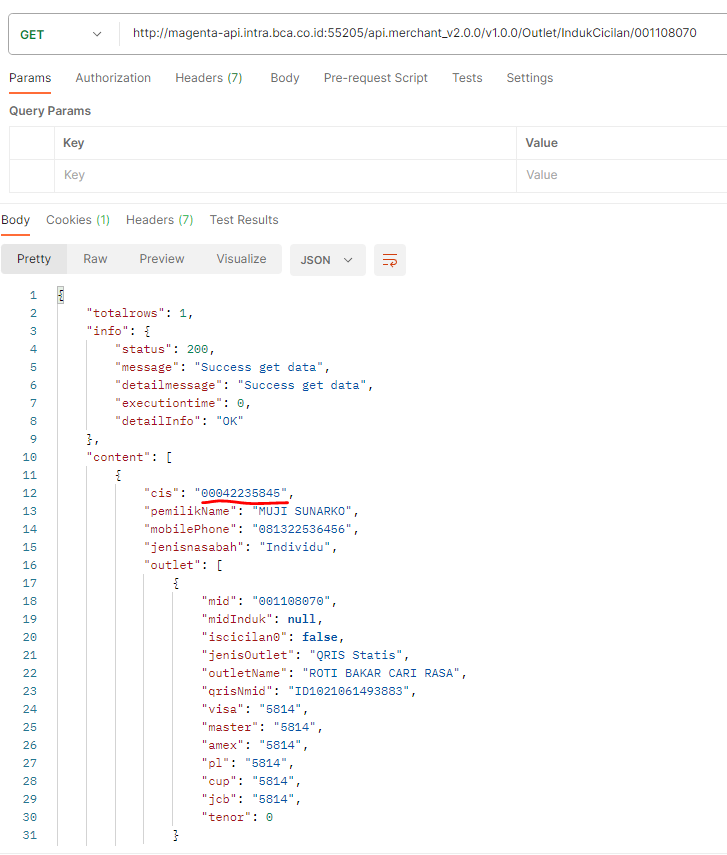 GET http://magenta-api.intra.bca.co.id:55205/api.merchant_v2.0.0/v1.0.0/Outlet/IndukCicilan/001108070
Params Authorization Headers (7) Body Pre-request Script Tests Settings
Query Params
Key Value
Key Value
Body Cookies (1) Headers (7) Test Results
Pretty Raw Preview Visualize JSON
1 {
2 "totalrows": 1,
3 "info": {
4 "status": 200,
5 "message": "Success get data",
6 "detailmessage": "Success get data",
7 "executiontime": 0,
8 "detailInfo": "OK"
9 },
10 "content": [
11 {
12 "cis": "00042235845",
13 "pemilikName": "MUJI SUNARKO",
14 "mobilePhone": "081322536456",
15 "jenisnasabah": "Individu",
16 "outlet": [
17 {
18 "mid": "001108070",
19 "midInduk": null,
20 "iscicilan0": false,
21 "jenisOutlet": "QRIS Statis",
22 "outletName": "ROTI BAKAR CARI RASA",
23 "qrisNmid": "ID1021061493883",
24 "visa": "5814",
25 "master": "5814",
26 "amex": "5814",
27 "pl": "5814",
28 "cup": "5814",
29 "jcb": "5814",
30 "tenor": 0
31 }